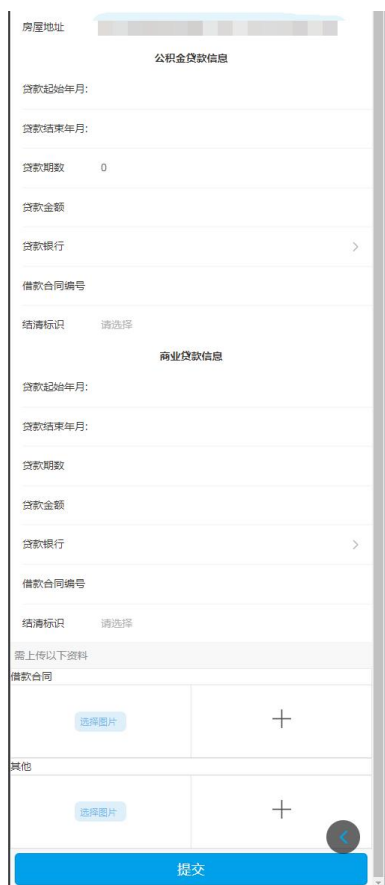 房屋地址
公积金贷款信息
贷款起始年月:
贷款结束年月:
贷款期数 0
贷款金额
贷款银行
借款合同编号
结清标识 请选择
商业贷款信息
贷款起始年月:
贷款结束年月:
贷款期数
贷款金额
贷款银行
借款合同编号
结清标识 请选择
需上传以下资料
借款合同
选择图片
其他
选择图片
提交